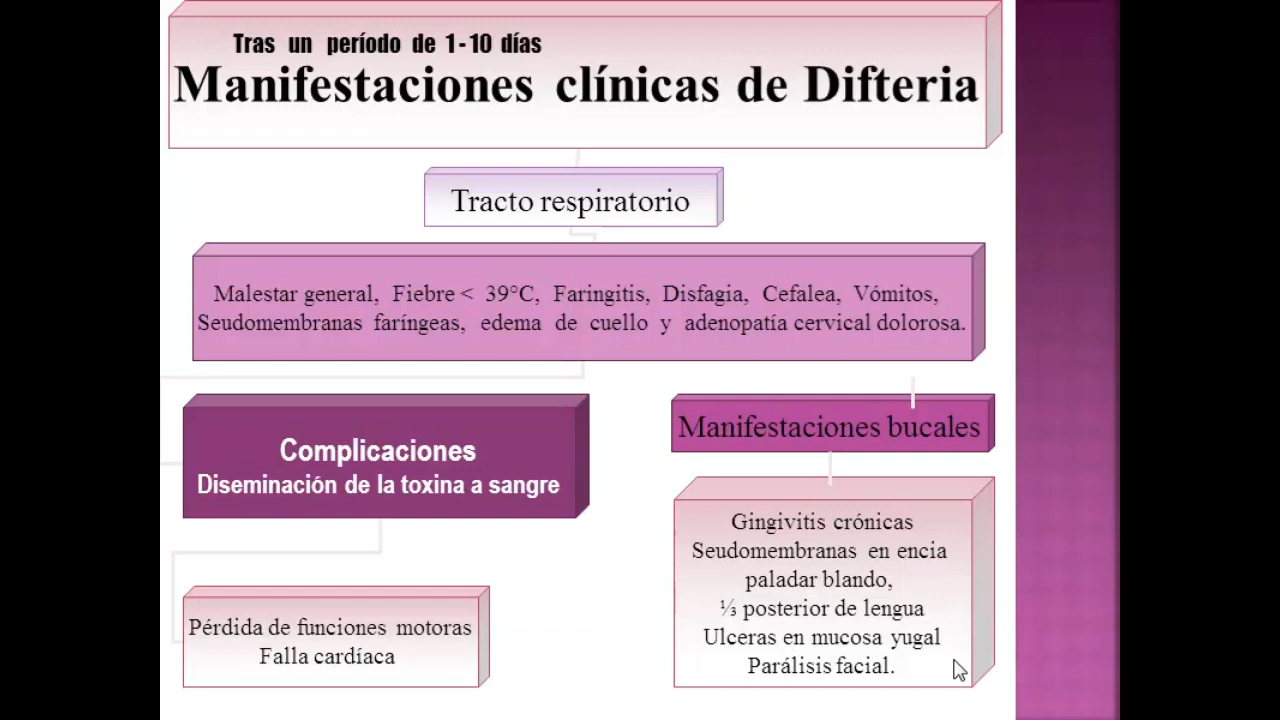 Tras un período de 1-10 días
Manifestaciones clínicas de Difteria
Tracto respiratorio
Malestar general, Fiebre < 39°C, Faringitis, Disfagia, Cefalea, Vómitos,
Seudomembranas faríngeas, edema de cuello y adenopatía cervical dolorosa.
Complicaciones
Diseminación de la toxina a sangre
Pérdida de funciones motoras
Falla cardíaca
Manifestaciones bucales
Gingivitis crónicas
Seudomembranas en encia
paladar blando,
⅓ posterior de lengua
Ulceras en mucosa yugal
Parálisis facial.